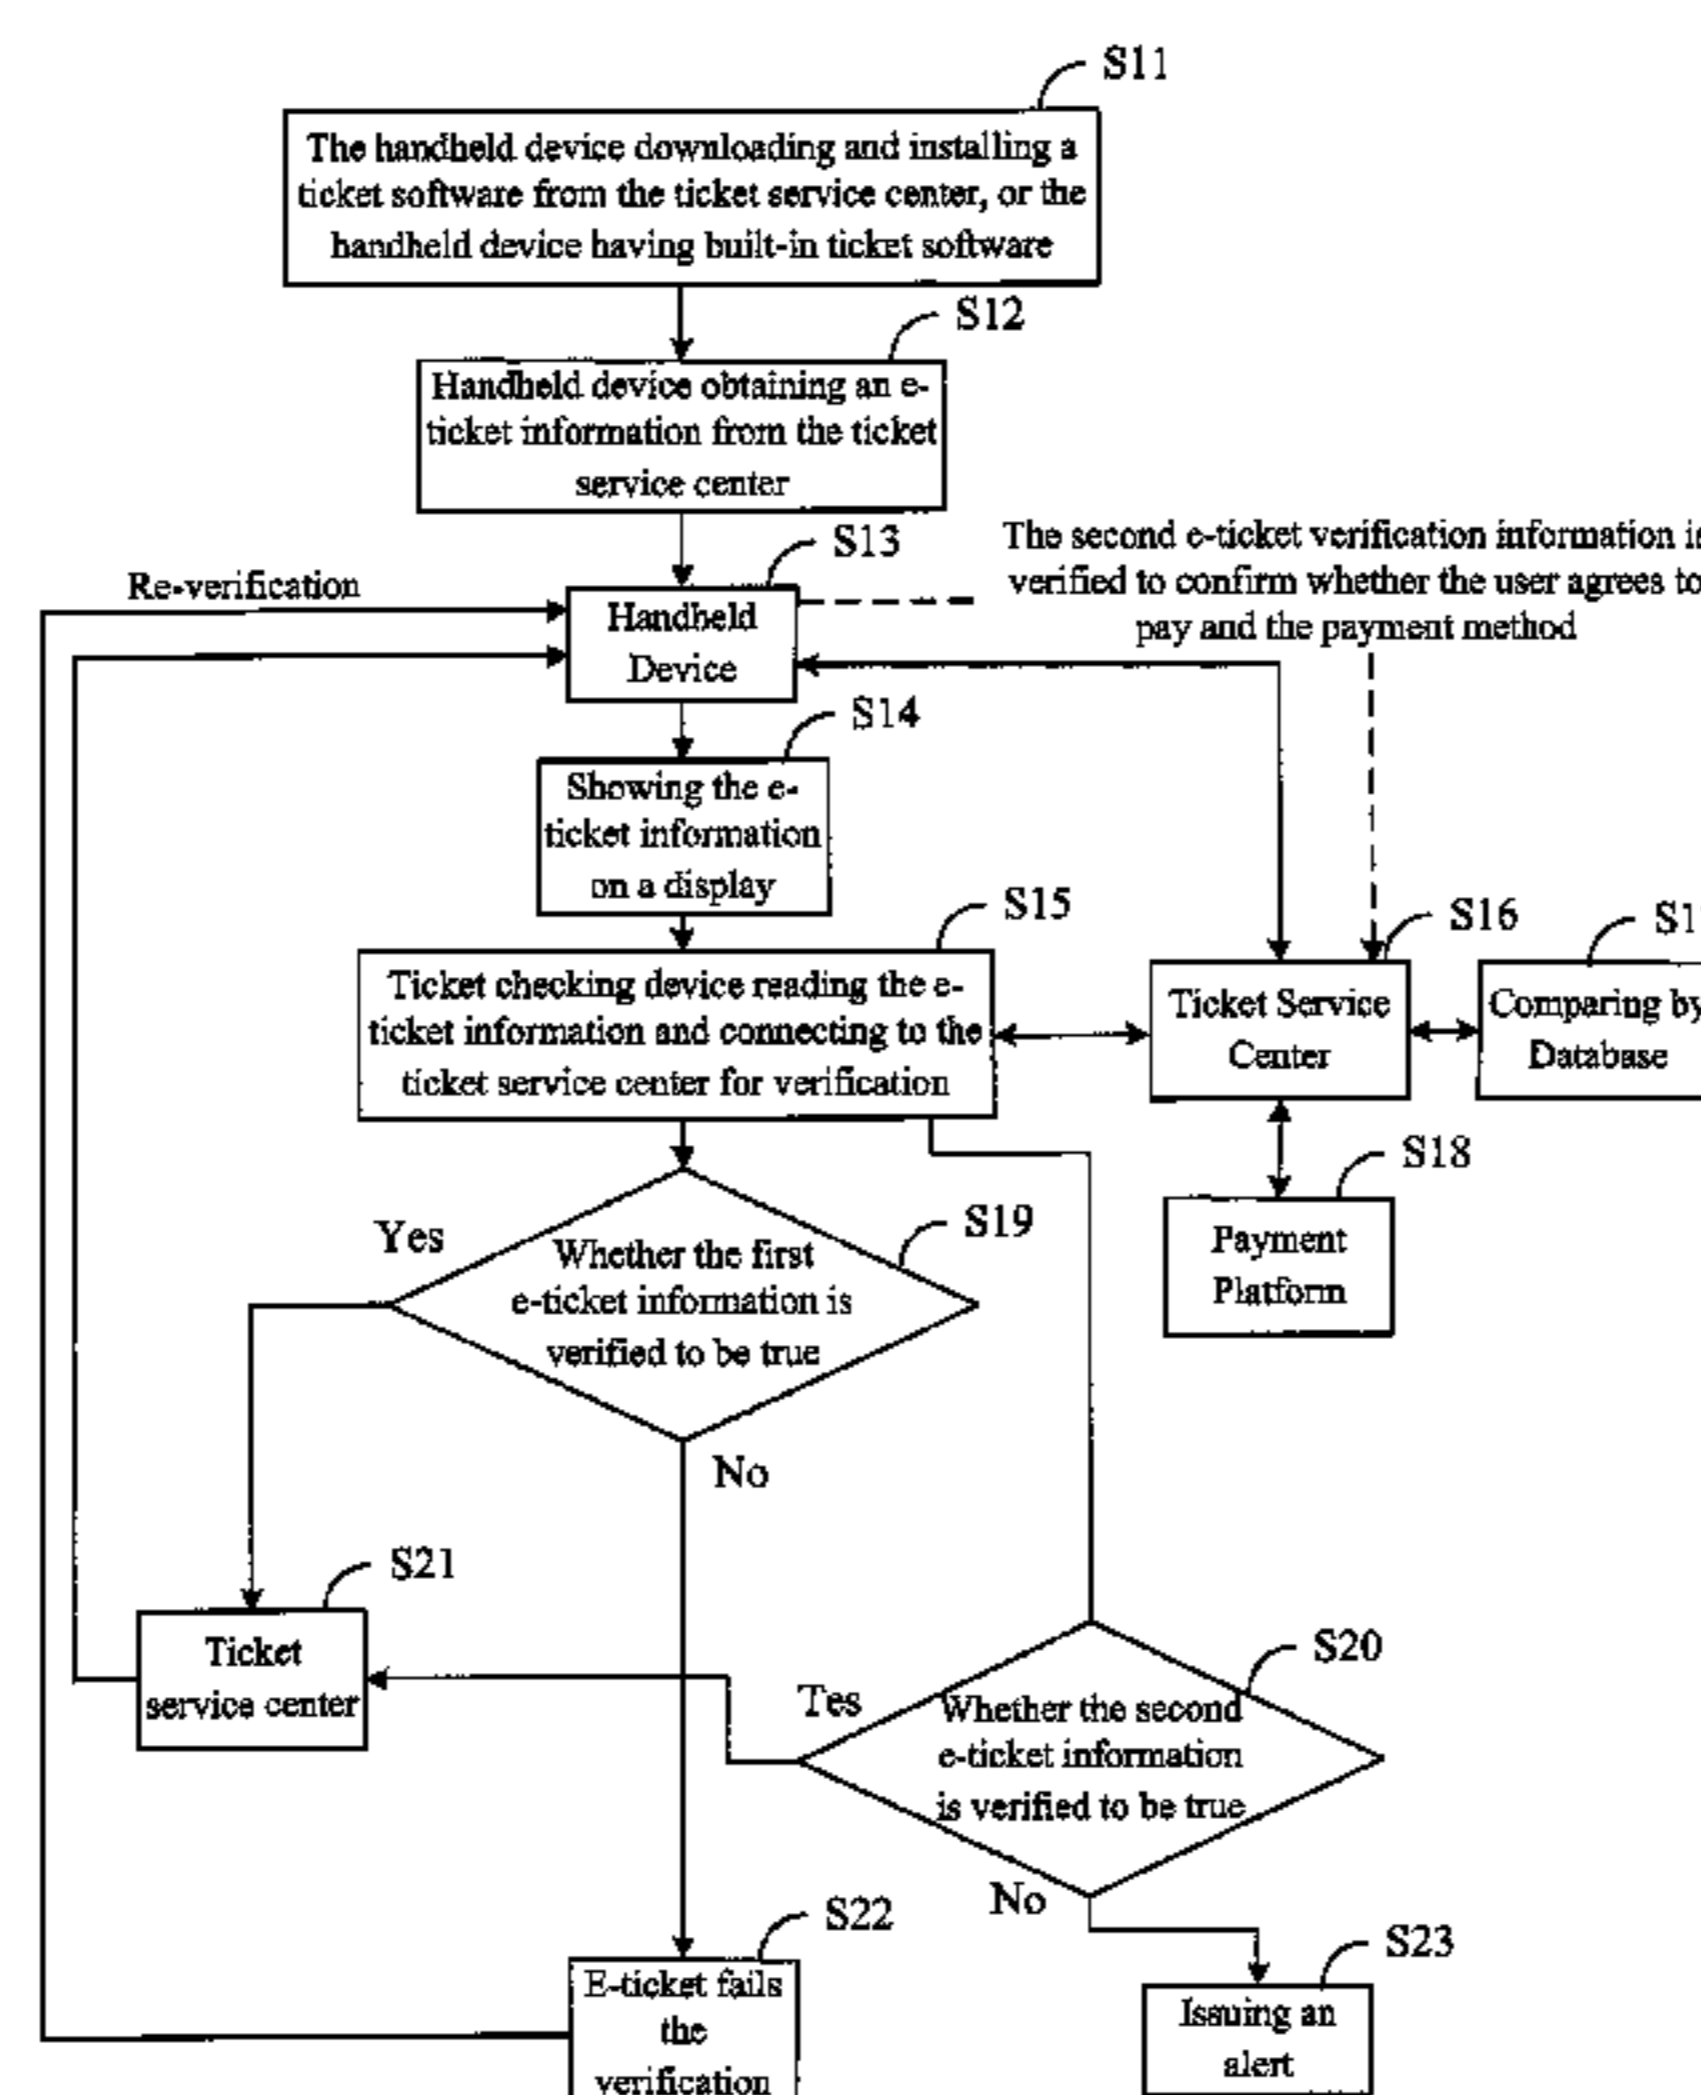 S11
The handheld device downloading and installing a
ticket software from the ticket service center, or the
handheld device having built-in ticket software
S12
Handheld device obtaining an e-
ticket information from the ticket
service center
S13
The second e-ticket verification information is
verified to confirm whether the user agrees to
pay and the payment method
Re-verification
Handheld
Device
S14
Showing the e-
ticket information
on a display
S15
Ticket checking device reading the e-
ticket information and connecting to the
ticket service center for verification
S16
Ticket Service
Center
Comparing by
Database
S18
Payment
Platform
S19
Yes
Whether the first
e-ticket information is
verified to be true
No
S21
Ticket
service center
S20
Tes
Whether the second
e-ticket information
is verified to be true
No
S22
E-ticket fails
the
verification
S23
Issuing an
alert